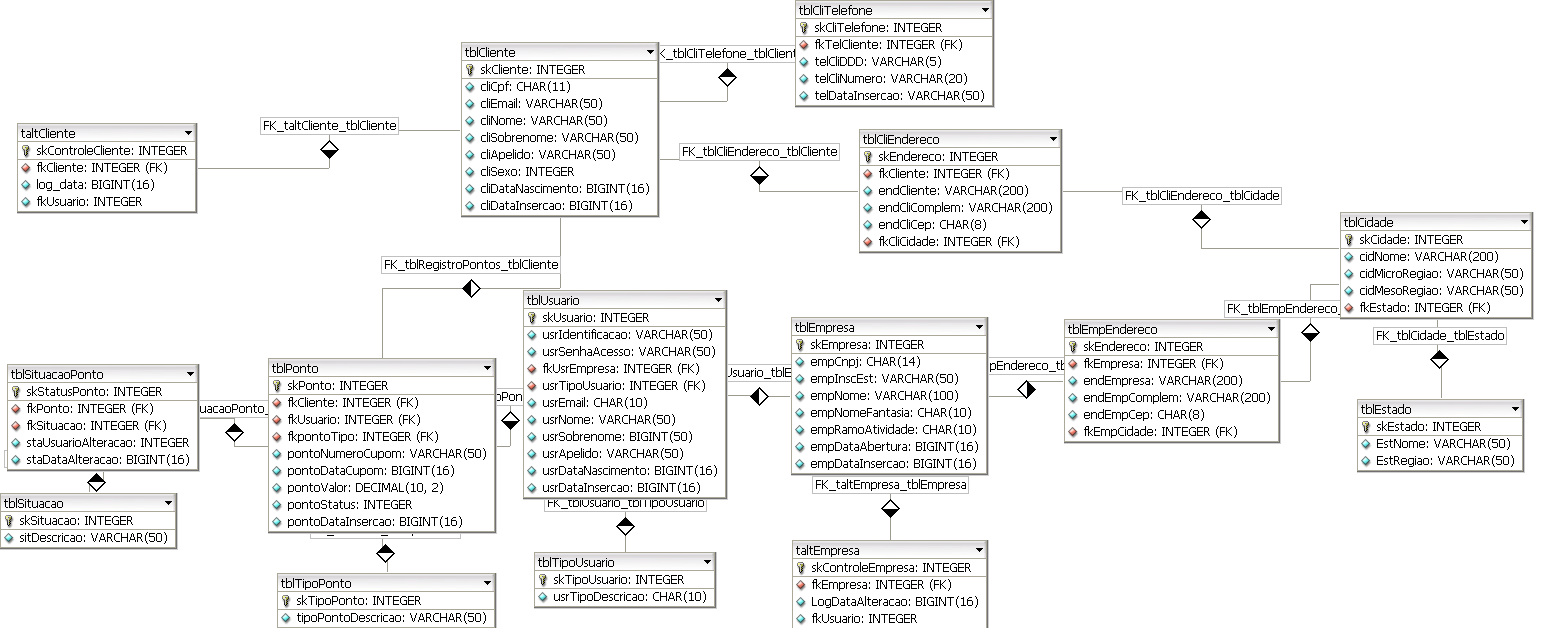 tblCliTelefone
skCliTelefone: INTEGER
fkTelCliente: INTEGER (FK)
telCliDDD: VARCHAR(5)
telCliNumero: VARCHAR(20)
telDataInsercao: VARCHAR(50)
tblCliente
skCliente: INTEGER
cliCpf: CHAR(11)
cliEmail: VARCHAR(50)
cliNome: VARCHAR(50)
cliSobrenome: VARCHAR(50)
cliApelido: VARCHAR(50)
cliSexo: INTEGER
cliDataNascimento: BIGINT(16)
cliDataInsercao: BIGINT(16)
K_tblCliTelefone_tblClient
FK_taltCliente_tblCliente
taltCliente
skControleCliente: INTEGER
fkCliente: INTEGER (FK)
log_data: BIGINT(16)
fkUsuario: INTEGER
FK_tblCliEndereco_tblCliente
tblCliEndereco
skEndereco: INTEGER
fkCliente: INTEGER (FK)
endCliente: VARCHAR(200)
endCliComplem: VARCHAR(200)
endCliCep: CHAR(8)
fkCliCidade: INTEGER (FK)
FK_tblCliEndereco_tblCidade
tblCidade
skCidade: INTEGER
cidNome: VARCHAR(200)
cidMicroRegiao: VARCHAR(50)
cidMesoRegiao: VARCHAR(50)
fkEstado: INTEGER (FK)
FK_tblRegistroPontos_tblCliente
tblUsuario
skUsuario: INTEGER
usrIdentificacao: VARCHAR(50)
usrSenhaAcesso: VARCHAR(50)
fkUsrEmpresa: INTEGER (FK)
usrTipoUsuario: INTEGER (FK)
usrEmail: CHAR(10)
usrNome: VARCHAR(50)
usrSobrenome: BIGINT(50)
usrApelido: VARCHAR(50)
usrDataNascimento: BIGINT(16)
usrDataInsercao: BIGINT(16)
Usuario_tblE
tblEmpresa
skEmpresa: INTEGER
empCnpj: CHAR(14)
empInscEst: VARCHAR(50)
empNome: VARCHAR(100)
empNomeFantasia: CHAR(10)
empRamoAtividade: CHAR(10)
empDataAbertura: BIGINT(16)
empDataInsercao: BIGINT(16)
pEndereco_tb
tblEmpEndereco
skEndereco: INTEGER
fkEmpresa: INTEGER (FK)
endEmpresa: VARCHAR(200)
endEmpComplem: VARCHAR(200)
endEmpCep: CHAR(8)
fkEmpCidade: INTEGER (FK)
FK_tblEmpEndereco_
FK_tblCidade_tblEstado
tblEstado
skEstado: INTEGER
EstNome: VARCHAR(50)
EstRegiao: VARCHAR(50)
tblSituacaoPonto
skStatusPonto: INTEGER
fkPonto: INTEGER (FK)
fkSituacao: INTEGER (FK)
staUsuarioAlteracao: INTEGER
staDataAlteracao: BIGINT(16)
uacaoPonto_
tblPonto
skPonto: INTEGER
fkCliente: INTEGER (FK)
fkUsuario: INTEGER (FK)
fkpontoTipo: INTEGER (FK)
pontoNumeroCupom: VARCHAR(50)
pontoDataCupom: BIGINT(16)
pontoValor: DECIMAL(10, 2)
pontoStatus: INTEGER
pontoDataInsercao: BIGINT(16)
oPon
tblSituacao
skSituacao: INTEGER
sitDescricao: VARCHAR(50)
FK_tblUsuario_tblTipoUsuario
FK_taltEmpresa_tblEmpresa
tblTipoPonto
skTipoPonto: INTEGER
tipoPontoDescricao: VARCHAR(50)
tblTipoUsuario
skTipoUsuario: INTEGER
usrTipoDescricao: CHAR(10)
taltEmpresa
skControleEmpresa: INTEGER
fkEmpresa: INTEGER (FK)
LogDataAlteracao: BIGINT(16)
fkUsuario: INTEGER